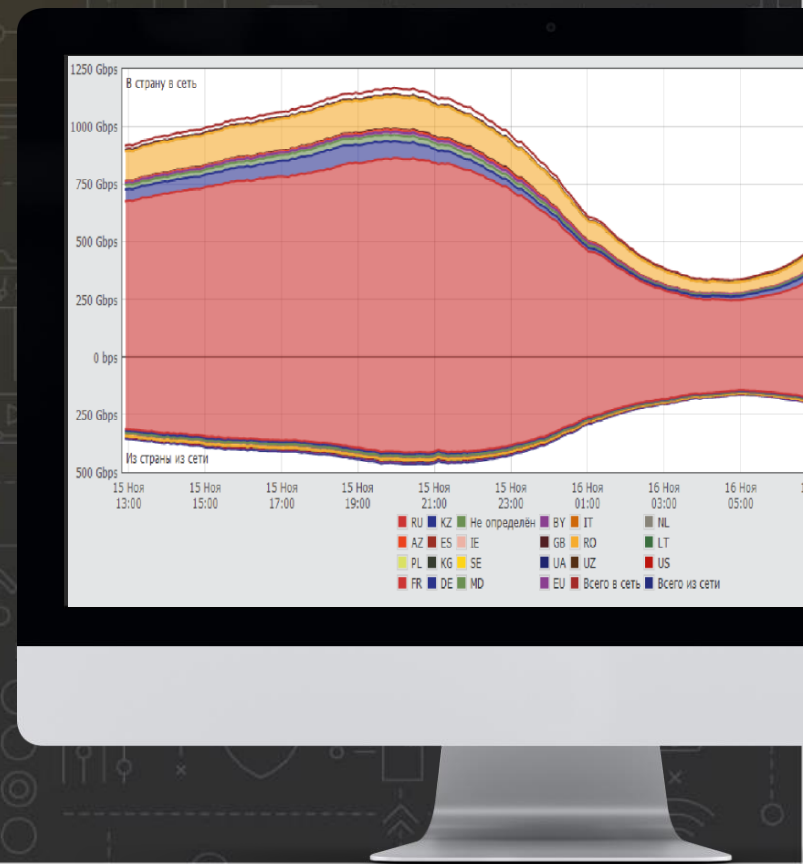 1250 Gbps
В страну в сеть
1000 Gbps
750 Gbps
500 Gbps
250 Gbps
0 bps
250 Gbps
Из страны из сети
500 Gbps
15 Ноя 15 Ноя 15 Ноя 15 Ноя 15 Ноя 15 Ноя 16 Ноя 16 Ноя 16 Ноя
13:00 15:00 17:00 19:00 21:00 23:00 01:00 03:00 05:00
RU KZ Не определён BY IT NL
AZ ES IE GB RO LT
PL KG SE UA UZ US
FR DE MD EU Всего в сеть Всего из сети